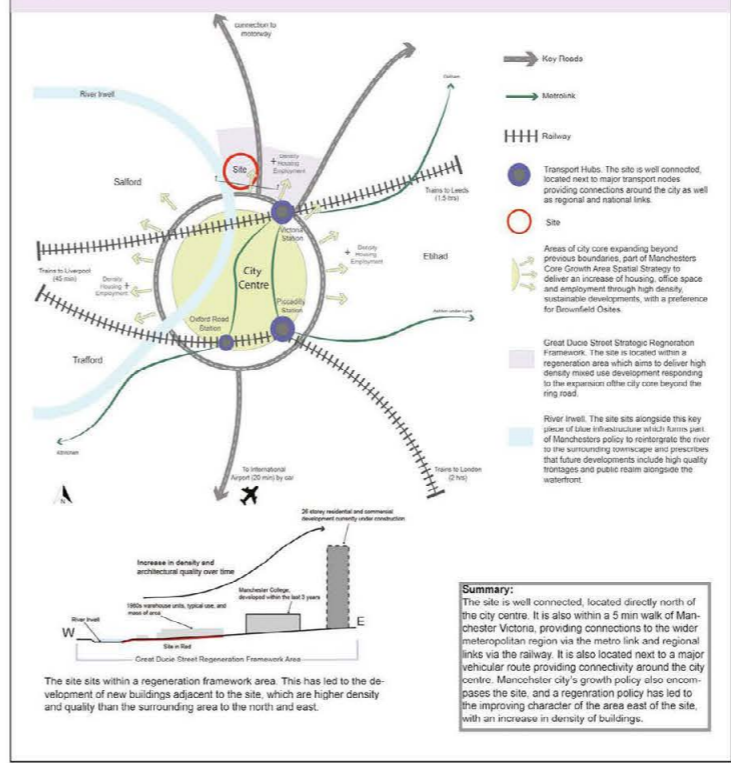 connection to
motorway
River Irwell
Oldham
Salford
Site
+ Density
Housing
Employment
Trains to Leeds
(1.5 hrs)
Victoria
Station
+ Density
Housing
Employment
Etihad
City
Centre
Trains to Liverpool
(45 min)
Density
Housing +
Employment
Piccadilly
Station
Oxford Road
Station
Ashton under Lyne
Trafford
Altrincham
To International
Airport (20 min) by car
Trains to London
(2 hrs)
N
Key Roads
Metrolink
Railway
Transport Hubs. The site is well connected,
located next to major transport nodes
providing connections around the city as well
as regional and national links.
Site
Areas of city core expanding beyond
previous boundaries, part of Manchesters
Core Growth Area Spatial Strategy to
deliver an increase of housing, office space
and employment through high density,
sustainable developments, with a preference
for Brownfield Osites.
Great Ducie Street Strategic Regneration
Framework. The site is located within a
regeneration area which aims to deliver high
density mixed use development responding
to the expansion ofthe city core beyond the
ring road.
River Irwell. The site sits alongside this key
piece of blue infrastructure which forms part
of Manchesters policy to reintergrate the river
to the surrounding townscape and prescribes
that future developments include high quality
frontages and public realm alongside the
waterfront.
26 storey residential and commersial
development currently under construction
Increase in density and
architectural quality over time
Manchester College,
developed within the last 3 years
1980s warehouse units, typical use, and
mass of area
River Irwell
W
E
Site in Red
Great Ducie Street Regeneration Framework Area
The site sits within a regeneration framework area. This has led to the de-
velopment of new buildings adjacent to the site, which are higher density
and quality than the surrounding area to the north and east.
Summary:
The site is well connected, located directly north of
the city centre. It is also within a 5 min walk of Man-
chester Victoria, providing connections to the wider
meteropolitan region via the metro link and regional
links via the railway. It is also located next to a major
vehicular route providing connectivity around the city
centre. Mancehster city's growth policy also encom-
pases the site, and a regenration policy has led to
the improving character of the area east of the site,
with an increase in density of buildings.